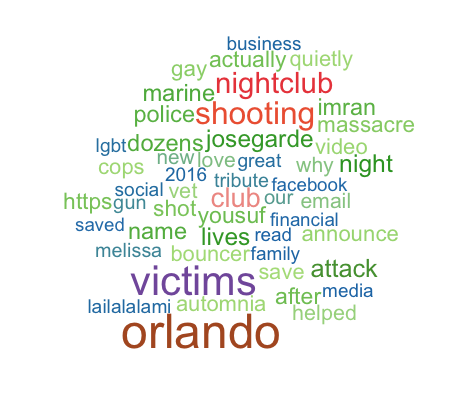 business
actually quietly
gay
nightclub
marine
shooting imran
police massacre
dozens josegarde
lgbt video
new love great why night
cops
2016 tribute facebook
social vet club our email
https gun
shot yousuf financial
saved name lives read announce
melissa bouncer family
victims save attack
after media
lailalalami automnia
helped
orlando